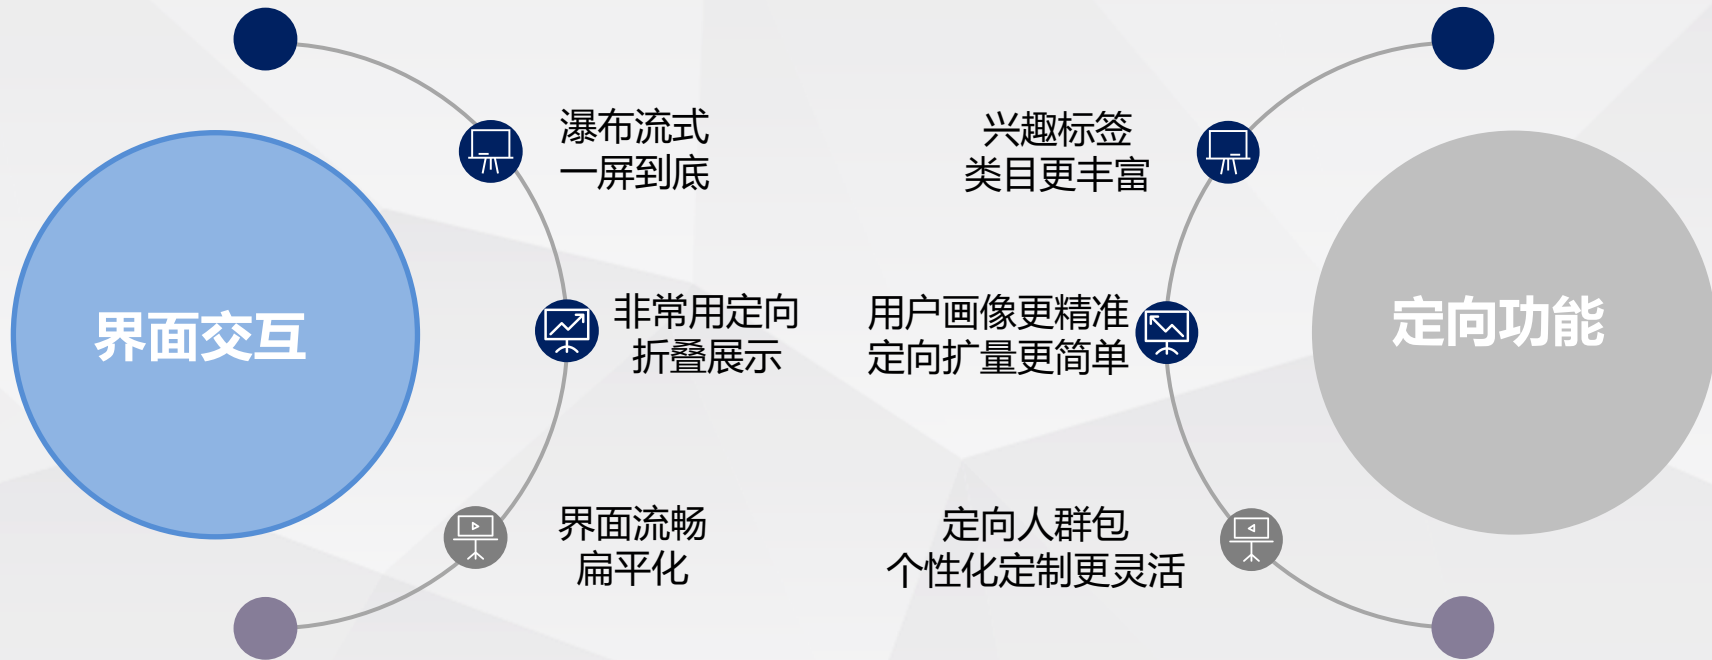 界面交互
瀑布流式
一屏到底
非常用定向
折叠展示
界面流畅
扁平化
兴趣标签
类目更丰富
用户画像更精准
定向扩量更简单
定向人群包
个性化定制更灵活
定向功能